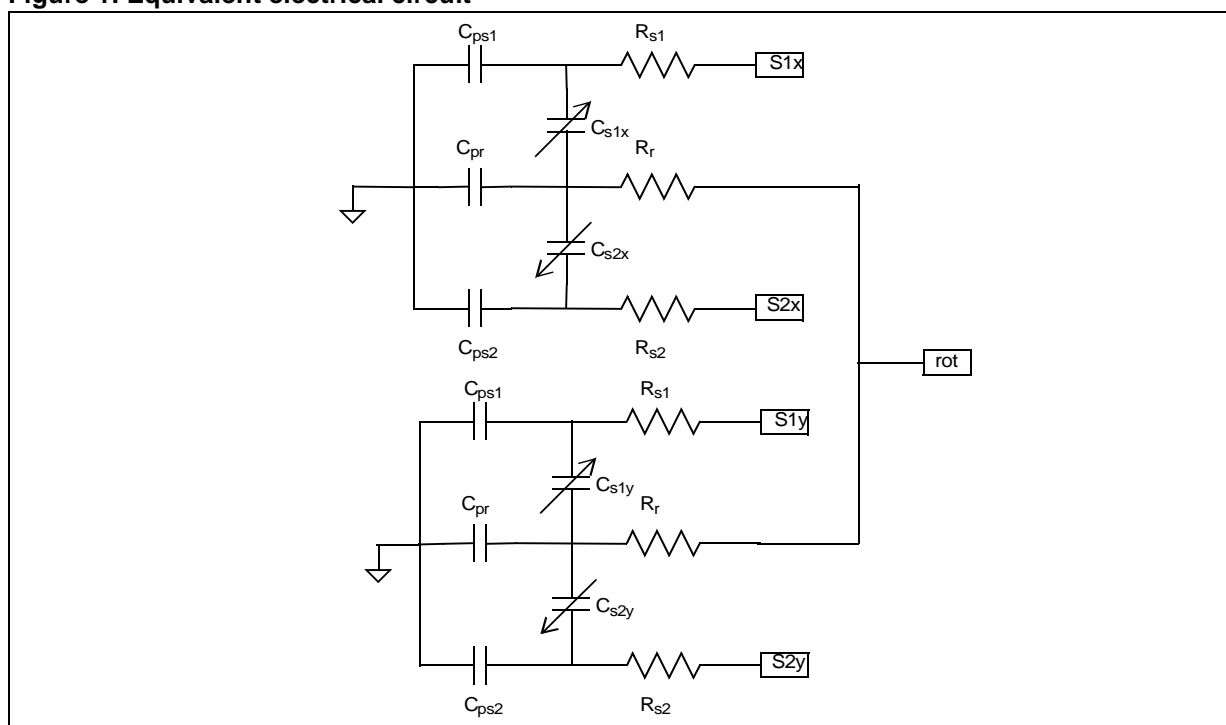 Figure 1. Equivalent electrical circuit
Cps1
Rs1
S1x
Cs1x
Cpr
Rr
Cs2x
S2x
Cps2
Rs2
rot
Cps1
Rs1
S1y
Cs1y
Cpr
Rr
Cs2y
S2y
Cps2
Rs2